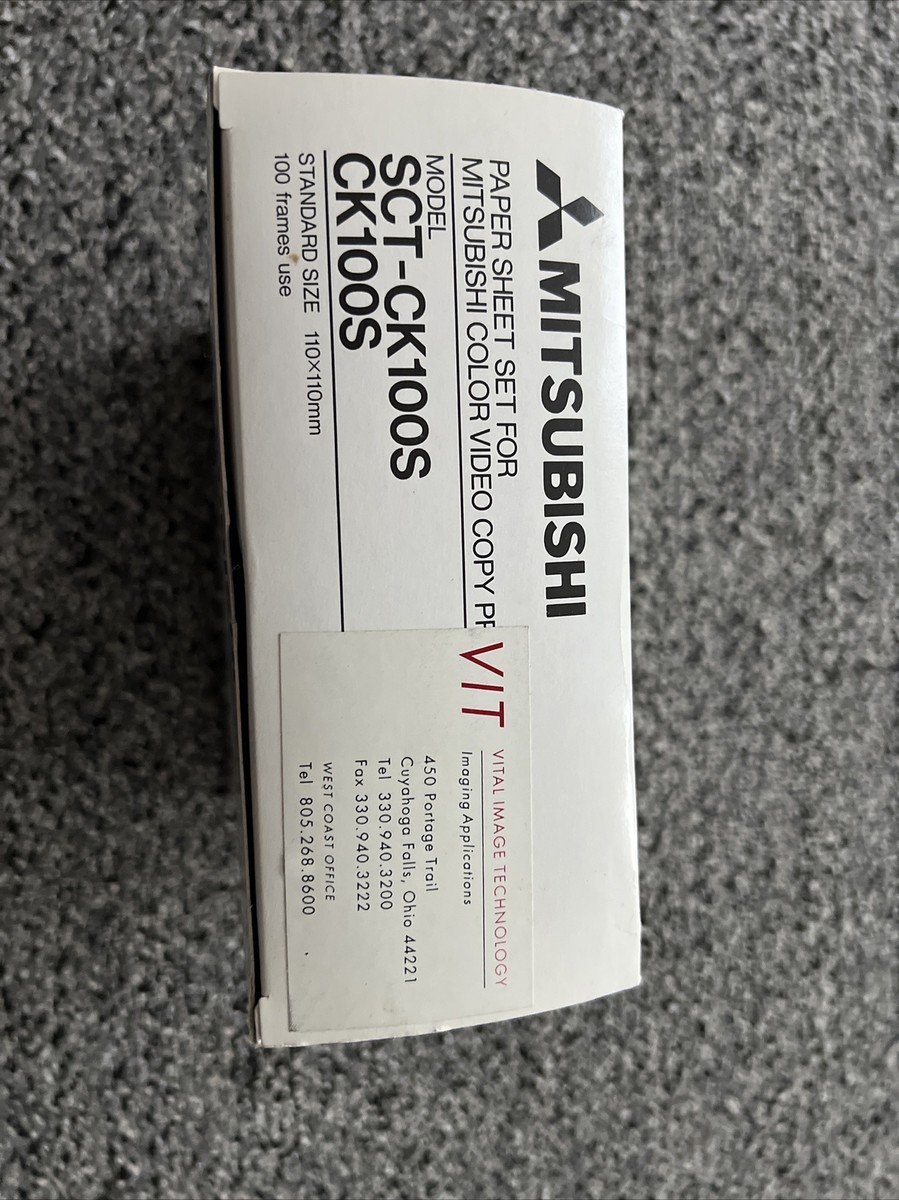 MITSUBISHI
PAPER SHEET SET FOR
MITSUBISHI COLOR VIDEO COPY PR
MODEL
SCT-CK100S
CK100S
STANDARD SIZE 110X110mm
100 frames use
VIT
VITAL IMAGE TECHNOLOGY
Imaging Applications
450 Portage Trail
Cuyahoga Falls, Ohio 44221
Tel 330.940.3200
Fax 330.940.3222
WEST COAST OFFICE
Tel 805.268.8600